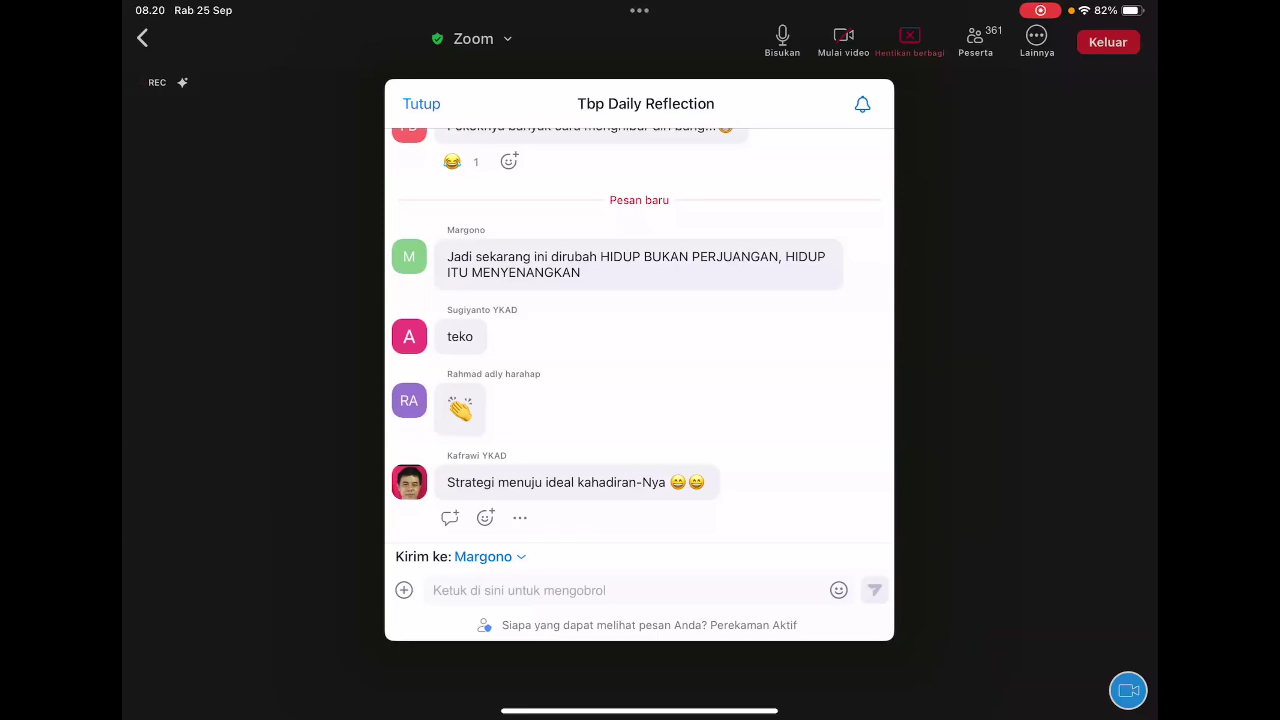 08.20 Rab 25 Sep
82%
Zoom
Bisukan
Mulai video
Hentikan berbagi
361
Peserta
Lainnya
Keluar
REC
Tutup
Tbp Daily Reflection
1
Pesan baru
Margono
M
Jadi sekarang ini dirubah HIDUP BUKAN PERJUANGAN, HIDUP
ITU MENYENANGKAN
Sugiyanto YKAD
A
teko
Rahmad adly harahap
RA
👏
Kafrawi YKAD
Strategi menuju ideal kahadiran-Nya 😄😄
Kirim ke: Margono
Ketuk di sini untuk mengobrol
Siapa yang dapat melihat pesan Anda? Perekaman Aktif